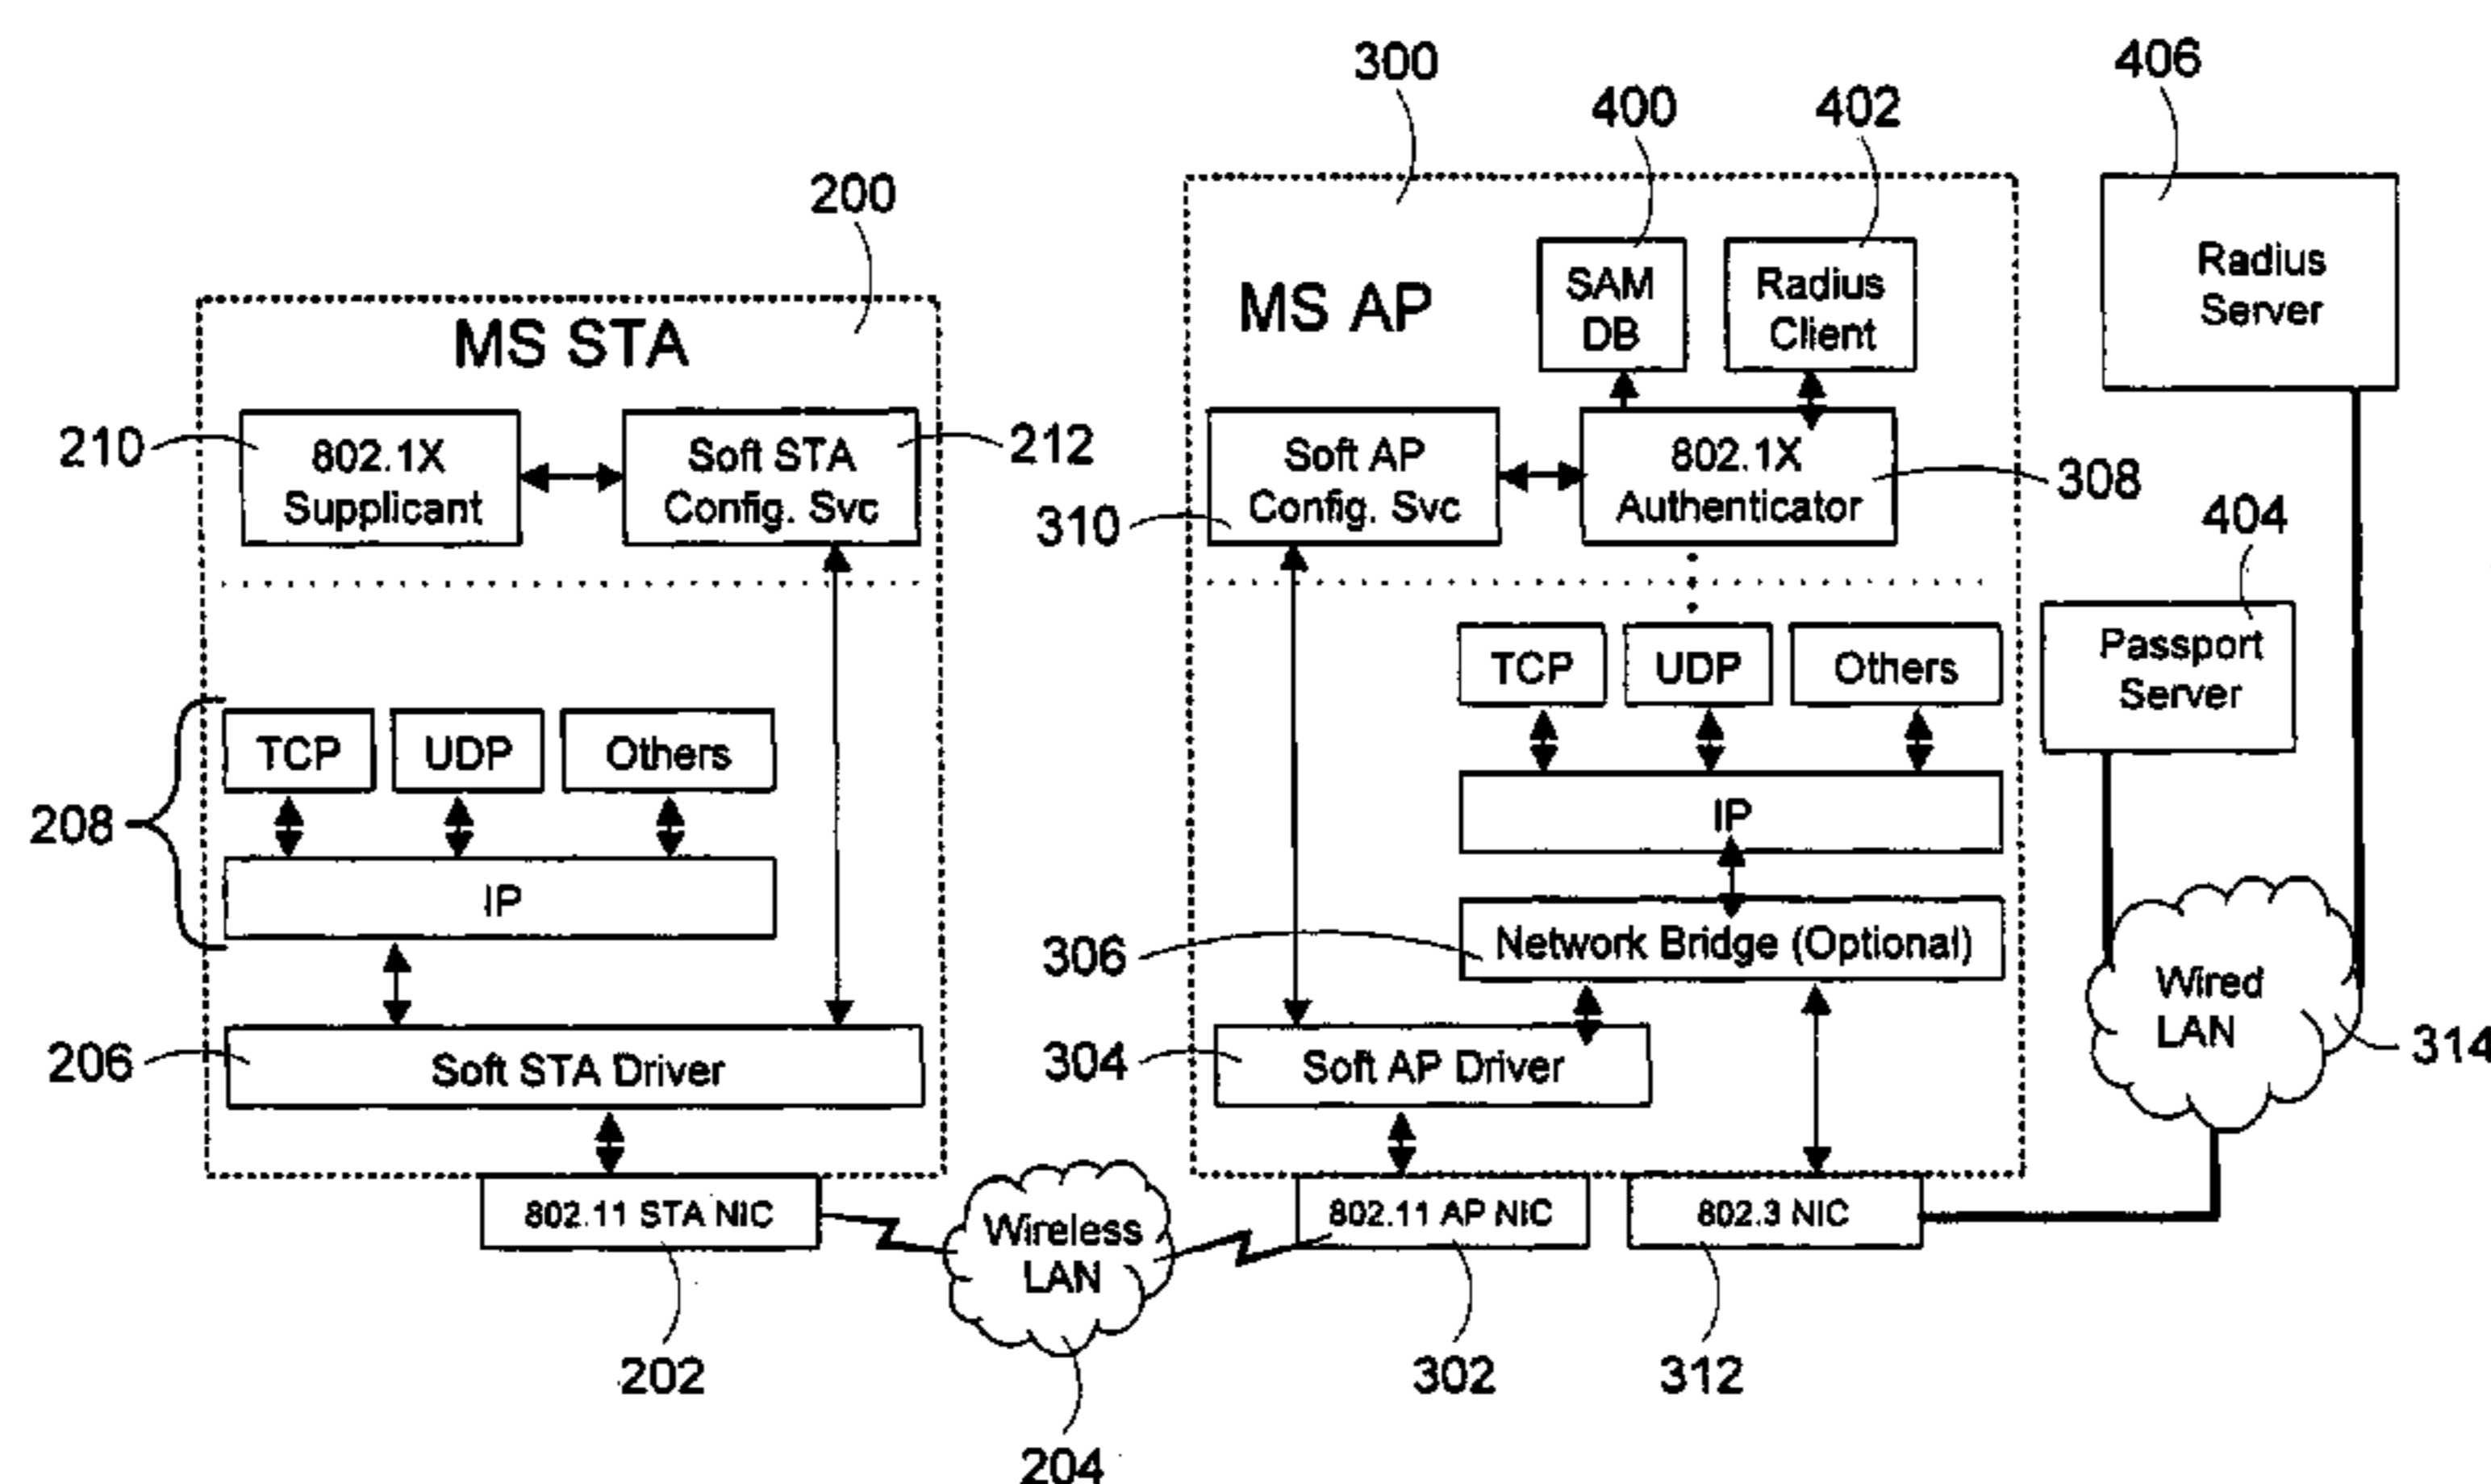 300
406
400
402
200
MS STA
MS AP
SAM
DB
Radius
Client
Radius
Server
210
802.1X
Supplicant
Soft STA
Config. Svc
212
Soft AP
Config. Svc
310
802.1X
Authenticator
308
404
Passport
Server
208
TCP
UDP
Others
IP
TCP
UDP
Others
IP
306
Network Bridge (Optional)
Wired
LAN
314
206
Soft STA Driver
304
Soft AP Driver
802.11 STA NIC
Wireless
LAN
802.11 AP NIC
802.3 NIC
202
204
302
312